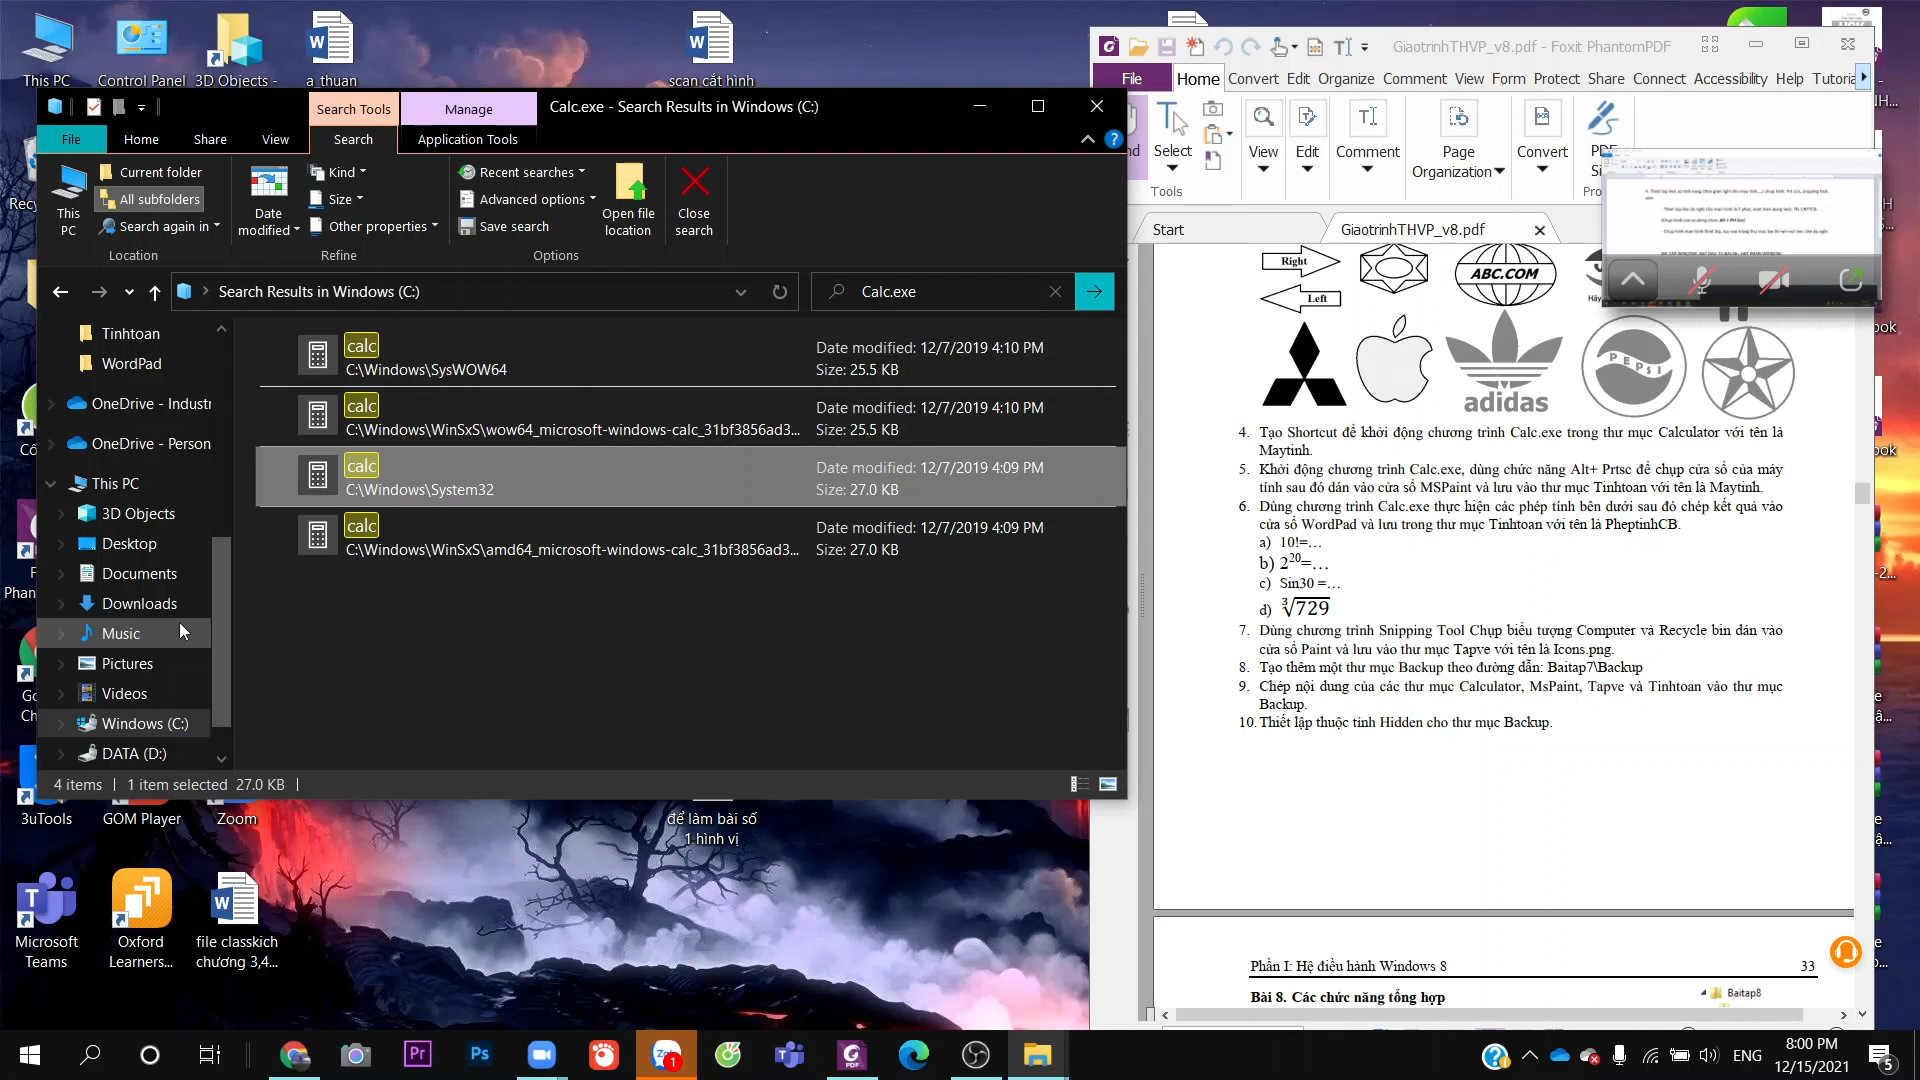 This PC
Control Panel
3D Objects -
a_thuan
scan cắt hình
Search Tools
Manage
Calc.exe - Search Results in Windows (C:)
File
Home
Share
View
Search
Application Tools
This PC
Current folder
All subfolders
Search again in
Location
Date modified
Kind
Size
Other properties
Refine
Recent searches
Advanced options
Save search
Options
Open file location
Close search
Search Results in Windows (C:)
Calc.exe
Tinhtoan
WordPad
OneDrive - Industr
OneDrive - Person
This PC
3D Objects
Desktop
Documents
Downloads
Music
Pictures
Videos
Windows (C:)
DATA (D:)
calc
C:\Windows\SysWOW64
Date modified: 12/7/2019 4:10 PM
Size: 25.5 KB
calc
C:\Windows\WinSxS\wow64_microsoft-windows-calc_31bf3856ad3...
Date modified: 12/7/2019 4:10 PM
Size: 25.5 KB
calc
C:\Windows\System32
Date modified: 12/7/2019 4:09 PM
Size: 27.0 KB
calc
C:\Windows\WinSxS\amd64_microsoft-windows-calc_31bf3856ad3...
Date modified: 12/7/2019 4:09 PM
Size: 27.0 KB
4 items
1 item selected 27.0 KB
3uTools
GOM Player
Zoom
để làm bài số
1 hình vị
Microsoft
Teams
Oxford
Learners...
file classkich
chương 3,4...
GiaotrinhTHVP_v8.pdf - Foxit PhantomPDF
File
Home
Convert
Edit
Organize
Comment
View
Form
Protect
Share
Connect
Accessibility
Help
Tutoria
Select
Tools
View
Edit
Comment
Page
Organization
Convert
Start
GiaotrinhTHVP_v8.pdf
Right
Left
ABC.COM
adidas
PEPSI
4. Tạo Shortcut để khởi động chương trình Calc.exe trong thư mục Calculator với tên là
Maytinh.
5. Khởi động chương trình Calc.exe, dùng chức năng Alt+ Prtsc để chụp cửa sổ của máy
tính sau đó dán vào cửa sổ MSPaint và lưu vào thư mục Tinhtoan với tên là Maytinh.
6. Dùng chương trình Calc.exe thực hiện các phép tính bên dưới sau đó chép kết quả vào
cửa sổ WordPad và lưu trong thư mục Tinhtoan với tên là PheptinhCB.
a) 10!=...
b) 2²⁰=...
c) Sin30 =...
d) ³√729
7. Dùng chương trình Snipping Tool Chụp biểu tượng Computer và Recycle bin dán vào
cửa sổ Paint và lưu vào thư mục Tapve với tên là Icons.png.
8. Tạo thêm một thư mục Backup theo đường dẫn: Baitap7\Backup
9. Chép nội dung của các thư mục Calculator, MsPaint, Tapve và Tinhtoan vào thư mục
Backup.
10. Thiết lập thuộc tính Hidden cho thư mục Backup.
Phần I: Hệ điều hành Windows 8
33
Bài 8. Các chức năng tổng hợp
Baitap8
ENG
8:00 PM
12/15/2021
5